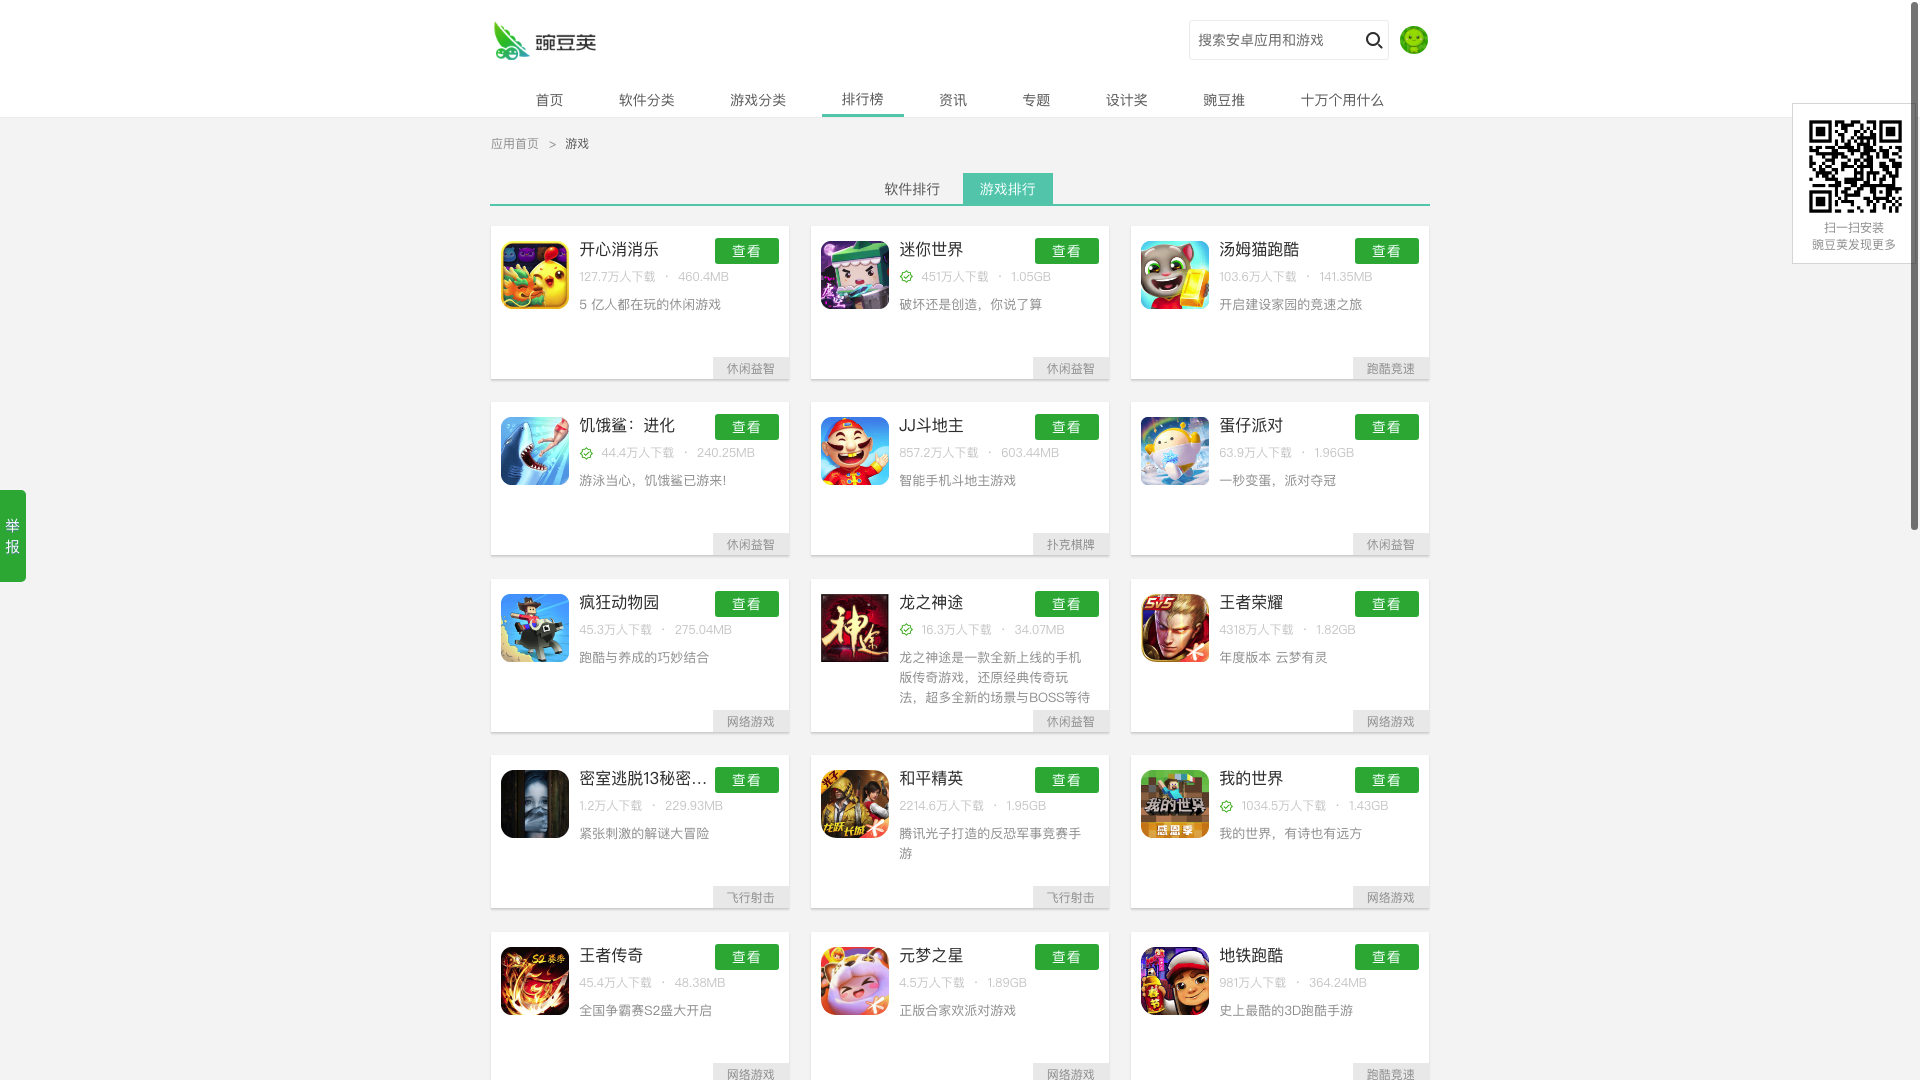 豌豆荚
搜索安卓应用和游戏
首页 软件分类 游戏分类 排行榜 资讯 专题 设计奖 豌豆推 十万个用什么
应用首页 > 游戏
软件排行 游戏排行
扫一扫安装
豌豆荚发现更多
举
报
开心消消乐 查看
127.7万人下载 · 460.4MB
5 亿人都在玩的休闲游戏
休闲益智
迷你世界 查看
451万人下载 · 1.05GB
破坏还是创造，你说了算
休闲益智
汤姆猫跑酷 查看
103.6万人下载 · 141.35MB
开启建设家园的竞速之旅
跑酷竞速
饥饿鲨：进化 查看
44.4万人下载 · 240.25MB
游泳当心，饥饿鲨已游来!
休闲益智
JJ斗地主 查看
857.2万人下载 · 603.44MB
智能手机斗地主游戏
扑克棋牌
蛋仔派对 查看
63.9万人下载 · 1.96GB
一秒变蛋，派对夺冠
休闲益智
疯狂动物园 查看
45.3万人下载 · 275.04MB
跑酷与养成的巧妙结合
网络游戏
神途
龙之神途 查看
16.3万人下载 · 34.07MB
龙之神途是一款全新上线的手机
版传奇游戏，还原经典传奇玩
法，超多全新的场景与BOSS等待
休闲益智
5v5
王者荣耀 查看
4318万人下载 · 1.82GB
年度版本 云梦有灵
网络游戏
密室逃脱13秘密... 查看
1.2万人下载 · 229.93MB
紧张刺激的解谜大冒险
飞行射击
龙跃长城
和平精英 查看
2214.6万人下载 · 1.95GB
腾讯光子打造的反恐军事竞赛手
游
飞行射击
我的世界
感恩季
我的世界 查看
1034.5万人下载 · 1.43GB
我的世界，有诗也有远方
网络游戏
王者传奇 查看
45.4万人下载 · 48.38MB
全国争霸赛S2盛大开启
网络游戏
元梦之星 查看
4.5万人下载 · 1.89GB
正版合家欢派对游戏
网络游戏
春节
地铁跑酷 查看
981万人下载 · 364.24MB
史上最酷的3D跑酷手游
跑酷竞速